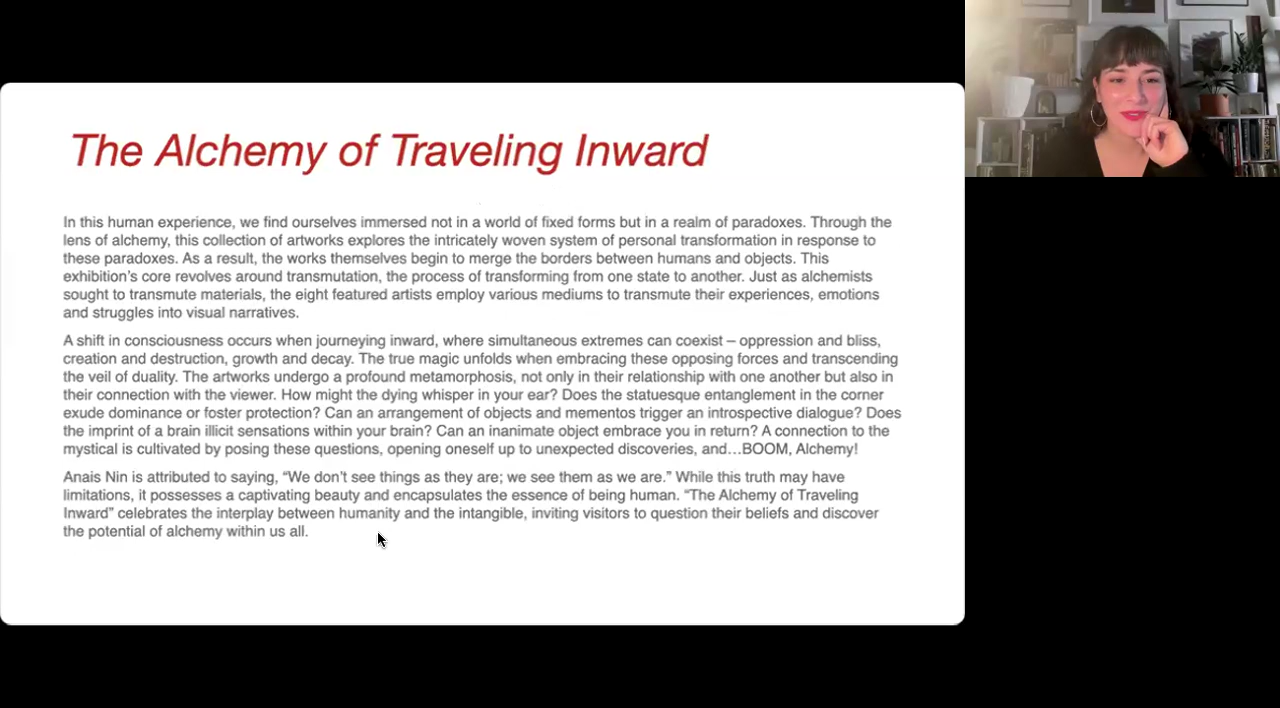 The Alchemy of Traveling Inward
In this human experience, we find ourselves immersed not in a world of fixed forms but in a realm of paradoxes. Through the
lens of alchemy, this collection of artworks explores the intricately woven system of personal transformation in response to
these paradoxes. As a result, the works themselves begin to merge the borders between humans and objects. This
exhibition's core revolves around transmutation, the process of transforming from one state to another. Just as alchemists
sought to transmute materials, the eight featured artists employ various mediums to transmute their experiences, emotions
and struggles into visual narratives.
A shift in consciousness occurs when journeying inward, where simultaneous extremes can coexist – oppression and bliss,
creation and destruction, growth and decay. The true magic unfolds when embracing these opposing forces and transcending
the veil of duality. The artworks undergo a profound metamorphosis, not only in their relationship with one another but also in
their connection with the viewer. How might the dying whisper in your ear? Does the statuesque entanglement in the corner
exude dominance or foster protection? Can an arrangement of objects and mementos trigger an introspective dialogue? Does
the imprint of a brain illicit sensations within your brain? Can an inanimate object embrace you in return? A connection to the
mystical is cultivated by posing these questions, opening oneself up to unexpected discoveries, and…BOOM, Alchemy!
Anais Nin is attributed to saying, “We don’t see things as they are; we see them as we are.” While this truth may have
limitations, it possesses a captivating beauty and encapsulates the essence of being human. “The Alchemy of Traveling
Inward” celebrates the interplay between humanity and the intangible, inviting visitors to question their beliefs and discover
the potential of alchemy within us all.